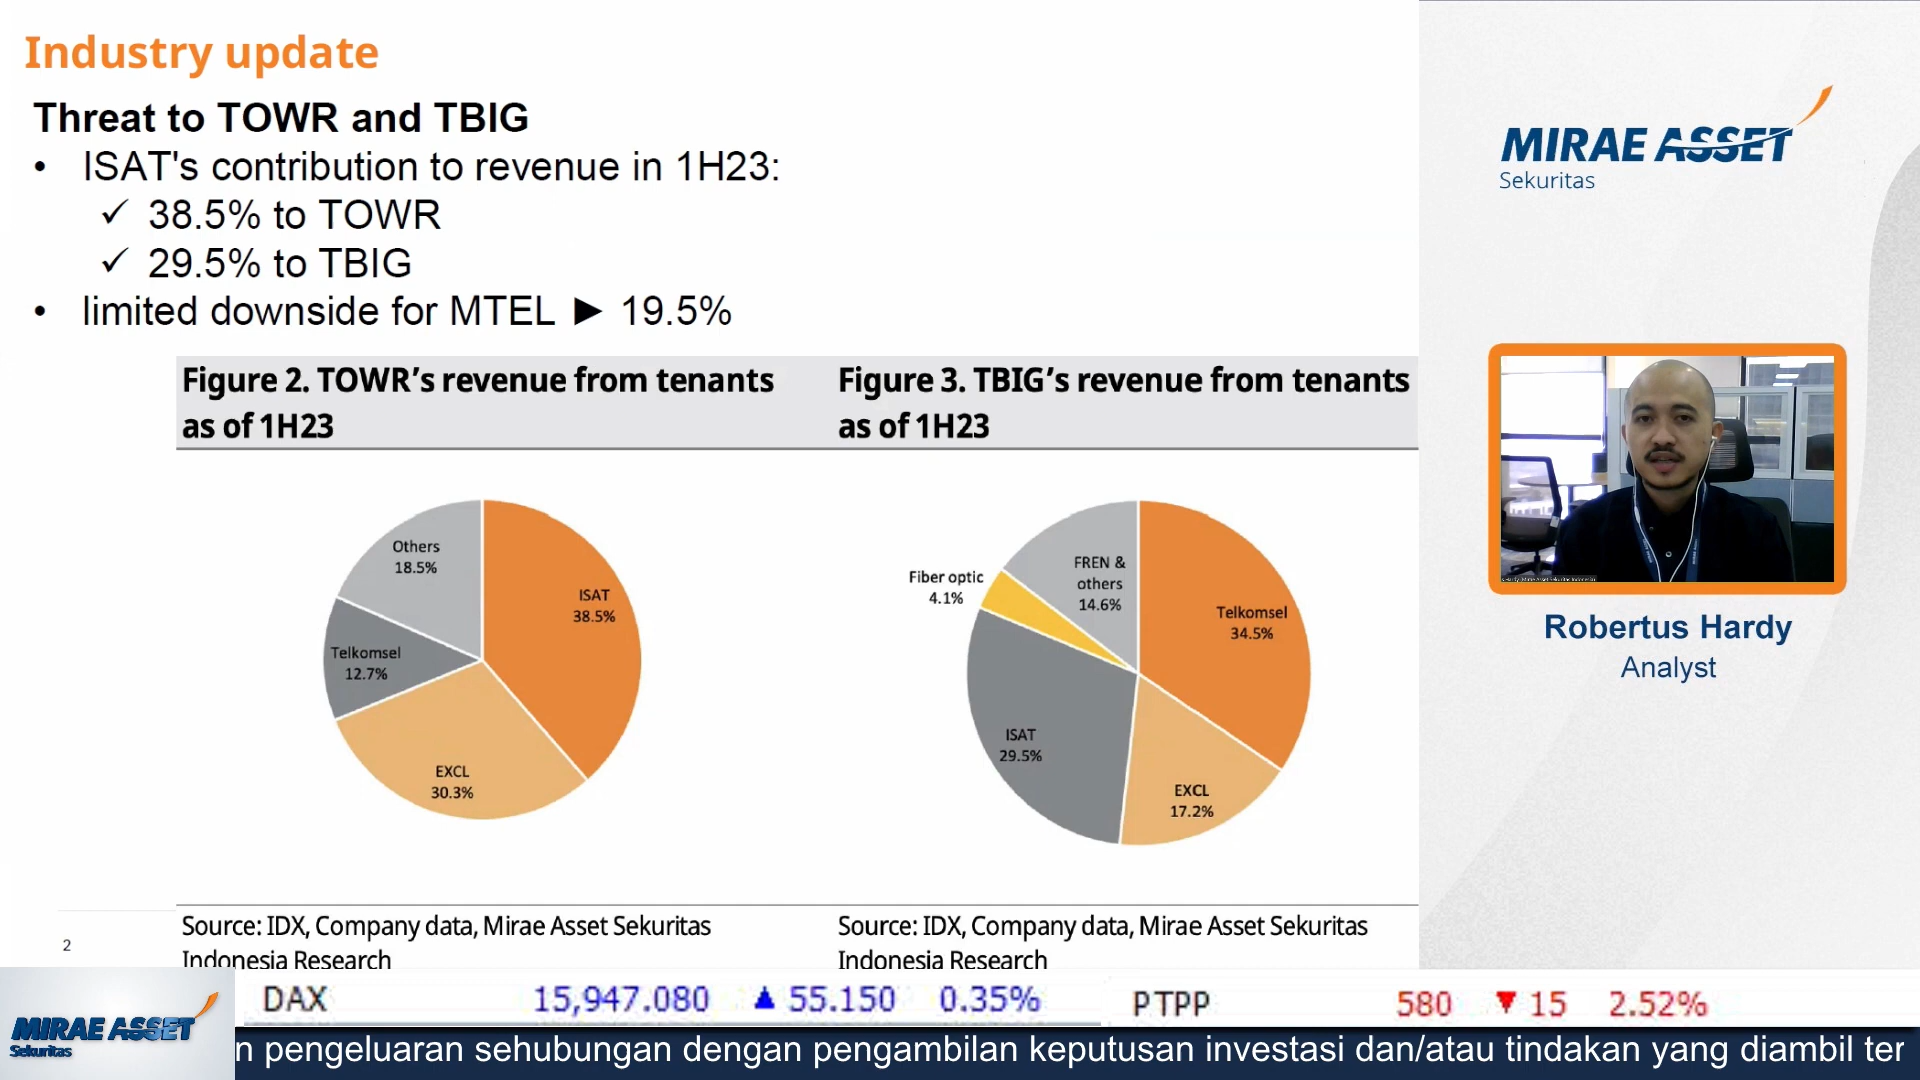 Industry update
Threat to TOWR and TBIG
• ISAT's contribution to revenue in 1H23:
✓ 38.5% to TOWR
✓ 29.5% to TBIG
• limited downside for MTEL ► 19.5%
Figure 2. TOWR’s revenue from tenants
as of 1H23
Others
18.5%
ISAT
38.5%
Telkomsel
12.7%
EXCL
30.3%
Source: IDX, Company data, Mirae Asset Sekuritas
Indonesia Research
Figure 3. TBIG’s revenue from tenants
as of 1H23
FREN &
others
14.6%
Fiber optic
4.1%
Telkomsel
34.5%
ISAT
29.5%
EXCL
17.2%
Source: IDX, Company data, Mirae Asset Sekuritas
Indonesia Research
2
MIRAE ASSET
Sekuritas
Robertus Hardy
Analyst
MIRAE ASSET
Sekuritas
DAX 15,947.080 ▲ 55.150 0.35%
PTPP 580 ▼ 15 2.52%
n pengeluaran sehubungan dengan pengambilan keputusan investasi dan/atau tindakan yang diambil ter